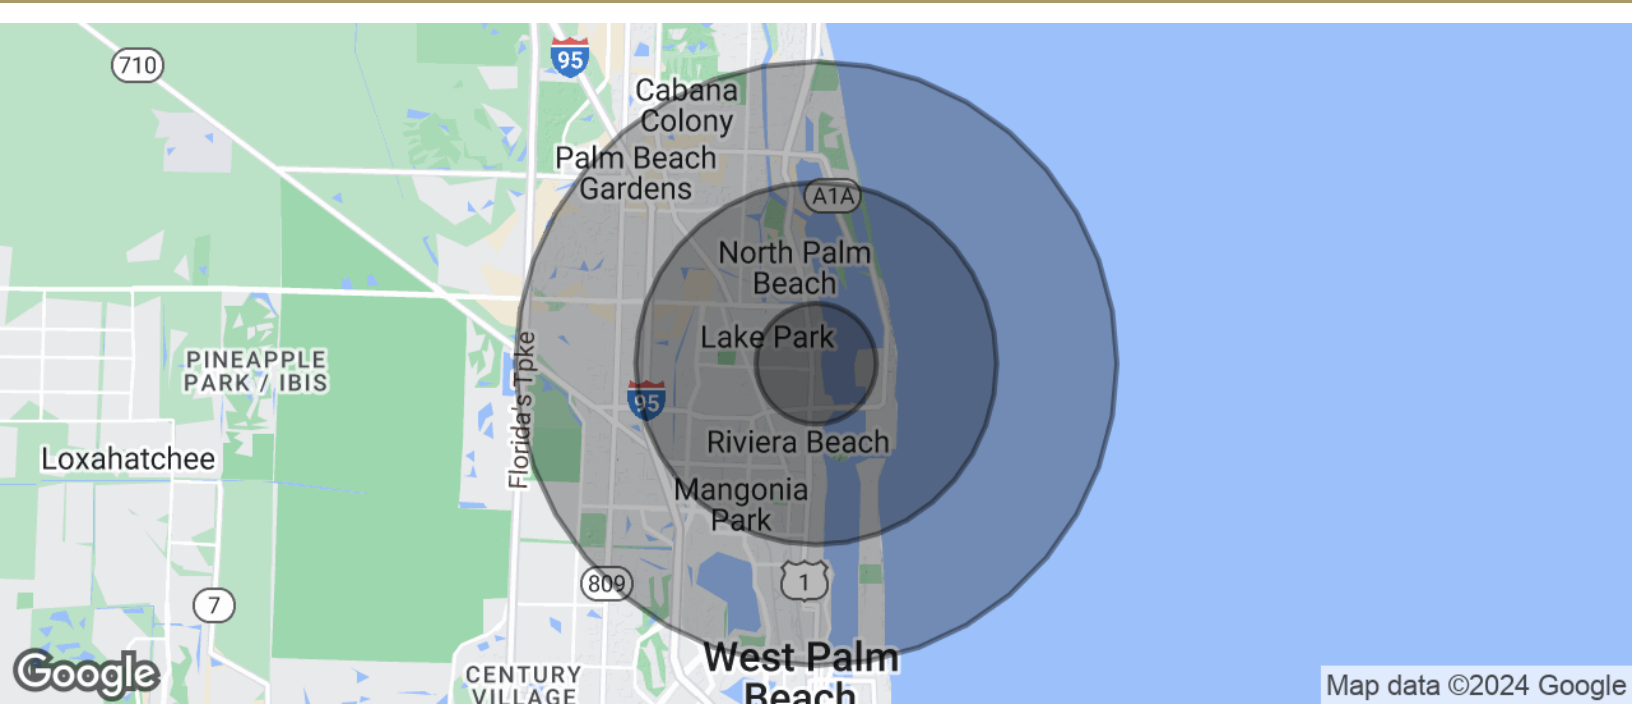 710
95
Cabana
Colony
Palm Beach
Gardens
A1A
North Palm
Beach
Lake Park
PINEAPPLE
PARK / IBIS
Florida's Tpke
95
Riviera Beach
Loxahatchee
Mangonia
Park
809
1
7
West Palm
Beach
CENTURY
VILLAGE
Google
Map data ©2024 Google